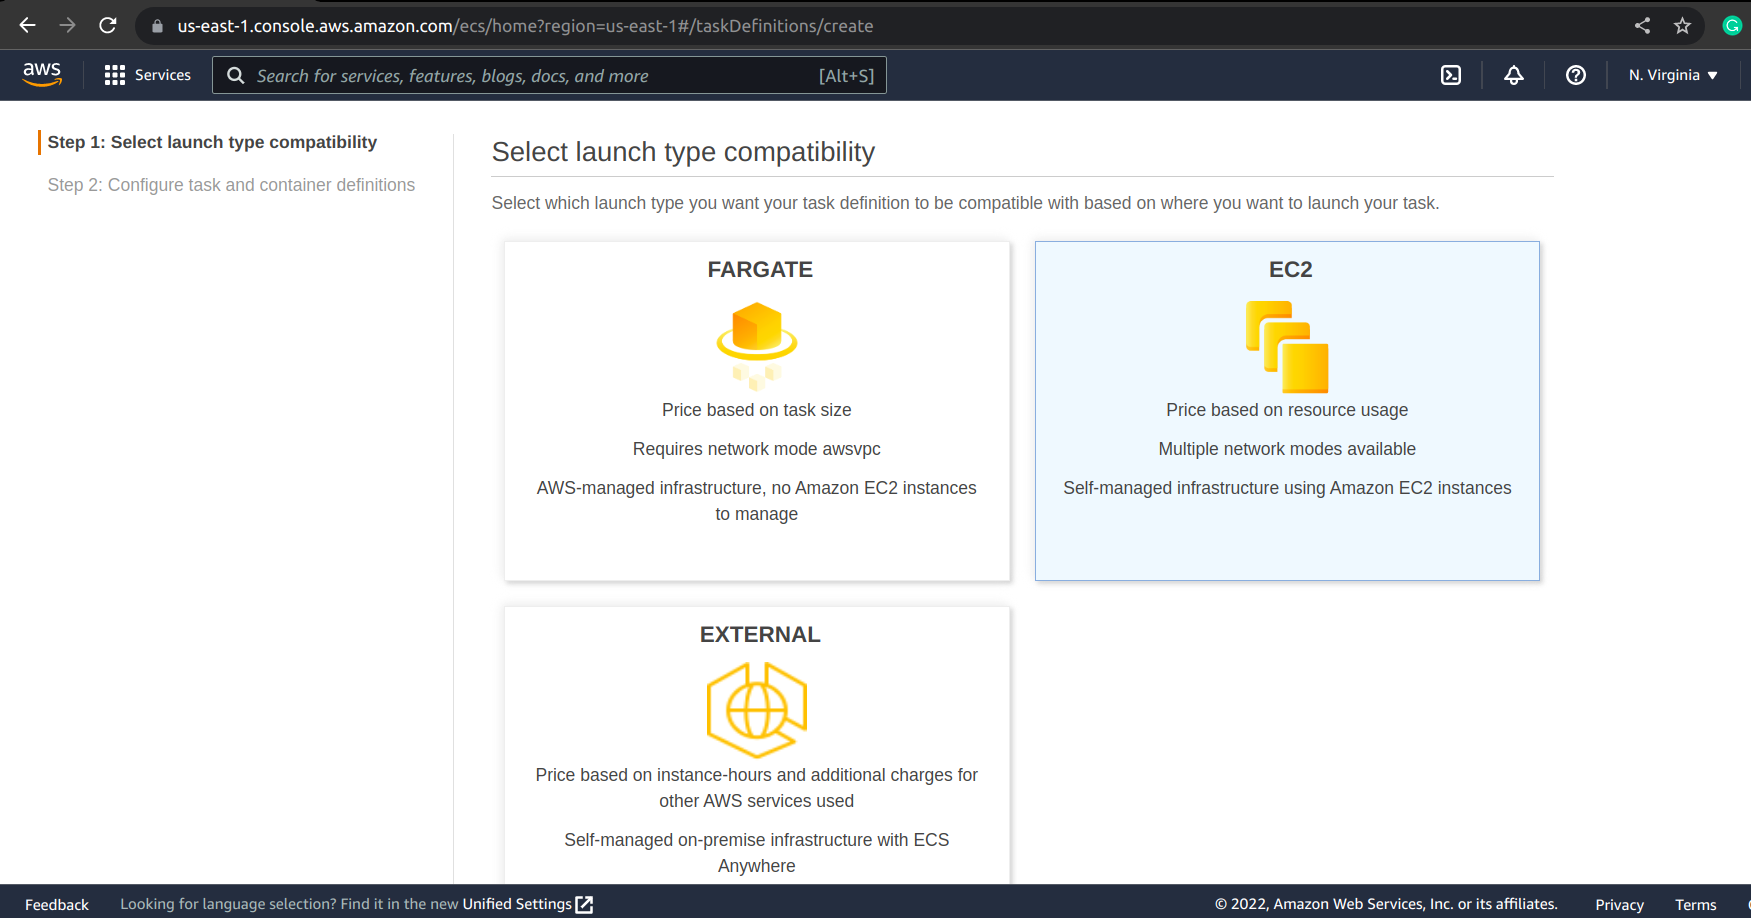 us-east-1.console.aws.amazon.com/ecs/home?region=us-east-1#/taskDefinitions/create
G
aws
Services
Search for services, features, blogs, docs, and more [Alt+S]
N. Virginia
Step 1: Select launch type compatibility
Step 2: Configure task and container definitions
Select launch type compatibility
Select which launch type you want your task definition to be compatible with based on where you want to launch your task.
FARGATE
Price based on task size
Requires network mode awsvpc
AWS-managed infrastructure, no Amazon EC2 instances
to manage
EC2
Price based on resource usage
Multiple network modes available
Self-managed infrastructure using Amazon EC2 instances
EXTERNAL
Price based on instance-hours and additional charges for
other AWS services used
Self-managed on-premise infrastructure with ECS
Anywhere
Feedback
Looking for language selection? Find it in the new Unified Settings
© 2022, Amazon Web Services, Inc. or its affiliates.
Privacy
Terms